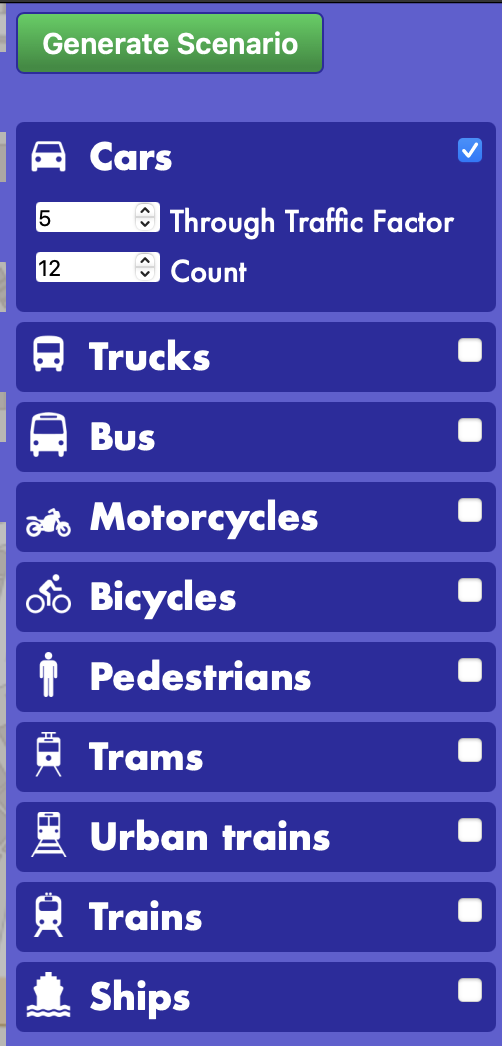 Generate Scenario
Cars
5 Through Traffic Factor
12 Count
Trucks
Bus
Motorcycles
Bicycles
Pedestrians
Trams
Urban trains
Trains
Ships